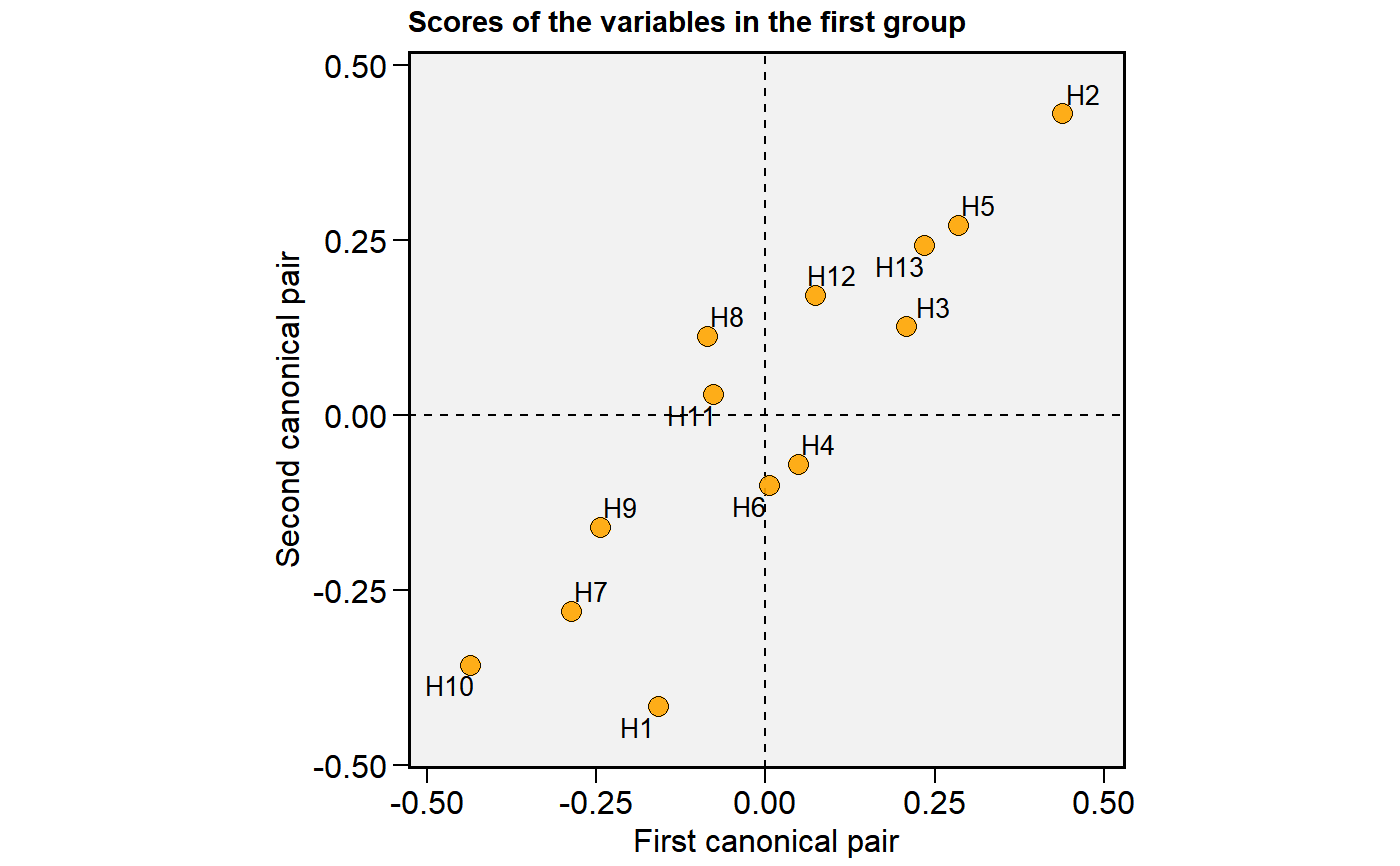 Scores of the variables in the first group
0.50
0.25
0.00
-0.25
-0.50
Second canonical pair
H2
H5
H13
H12
H3
H8
H11
H4
H6
H9
H7
H10
H1
-0.50
-0.25
0.00
0.25
0.50
First canonical pair